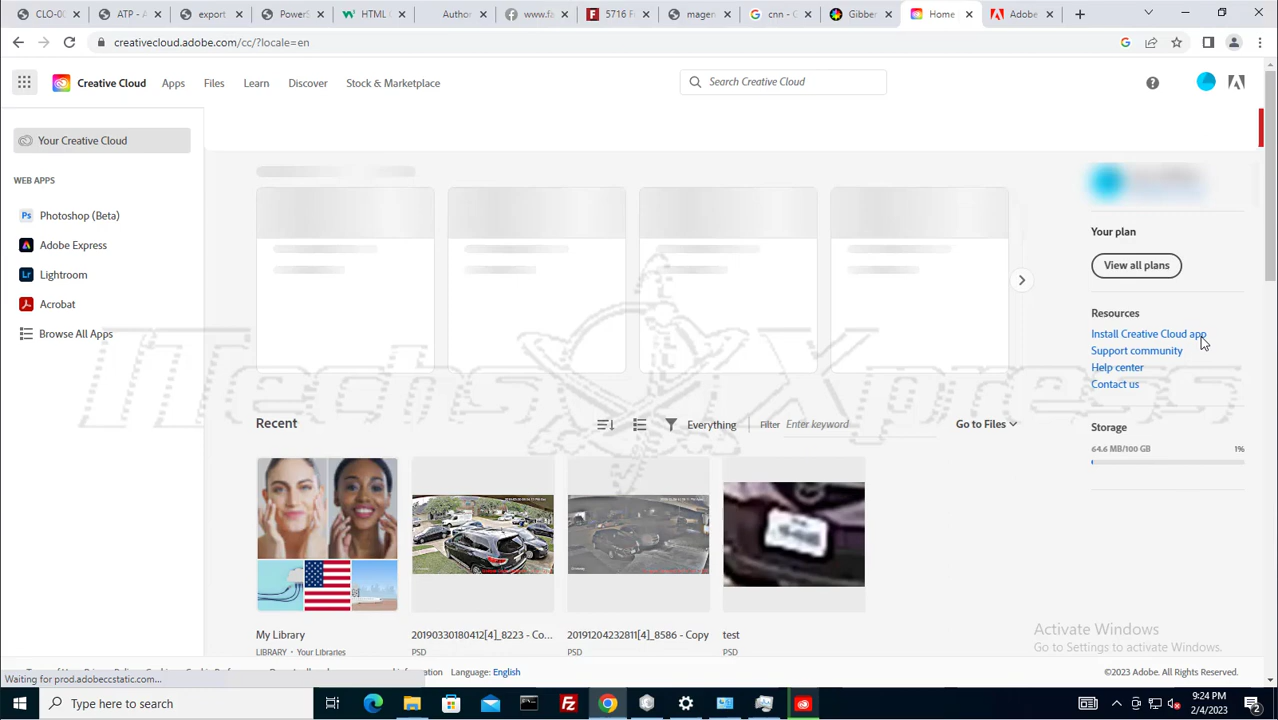 CLO-0
ATP - A
export
PowerS
HTML C
Author
www.fa
5716 F
magen
cnn - G
Gibber
Home
Adobe
creativecloud.adobe.com/cc/?locale=en
Creative Cloud
Apps
Files
Learn
Discover
Stock & Marketplace
Search Creative Cloud
Your Creative Cloud
WEB APPS
Ps Photoshop (Beta)
Adobe Express
Lr Lightroom
Acrobat
Browse All Apps
Your plan
View all plans
Resources
Install Creative Cloud app
Support community
Help center
Contact us
Storage
64.6 MB/100 GB 1%
ITechsXpress
Recent
Everything
Filter Enter keyword
Go to Files
My Library
LIBRARY • Your Libraries
20190330180412[4]_8223 - Co...
PSD
20191204232811[4]_8586 - Copy
PSD
test
PSD
Activate Windows
Go to Settings to activate Windows.
Language: English
©2023 Adobe. All Rights Reserved.
Waiting for prod.adobeccstatic.com...
Type here to search
9:24 PM
2/4/2023
2